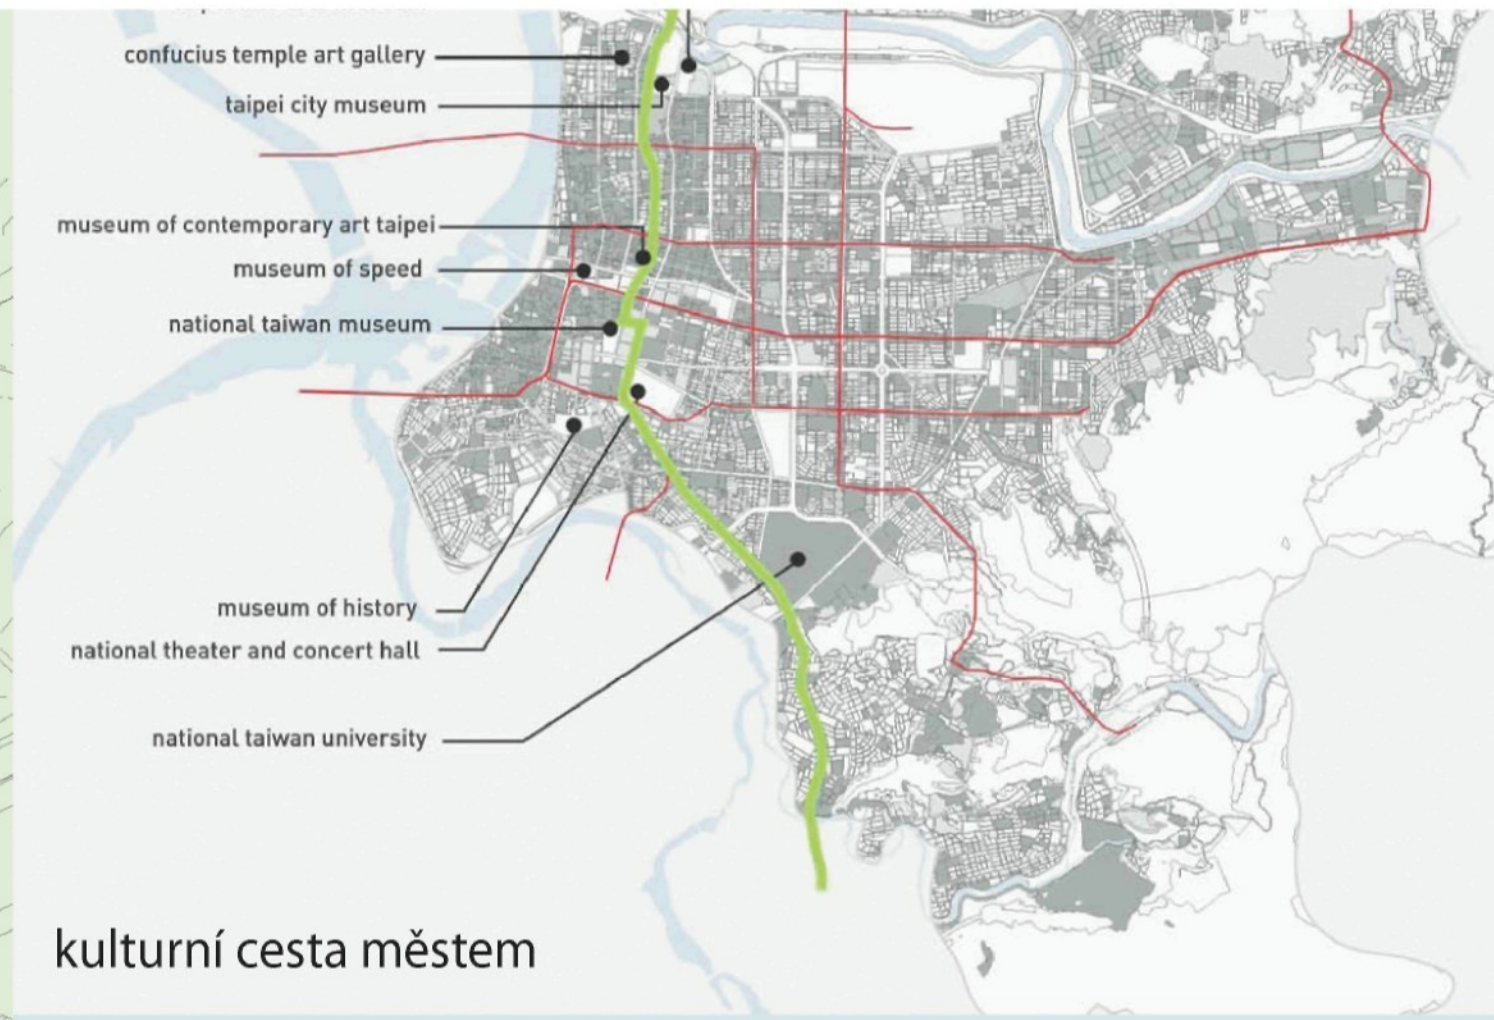 confucius temple art gallery
taipei city museum
museum of contemporary art taipei
museum of speed
national taiwan museum
museum of history
national theater and concert hall
national taiwan university
kulturní cesta městem